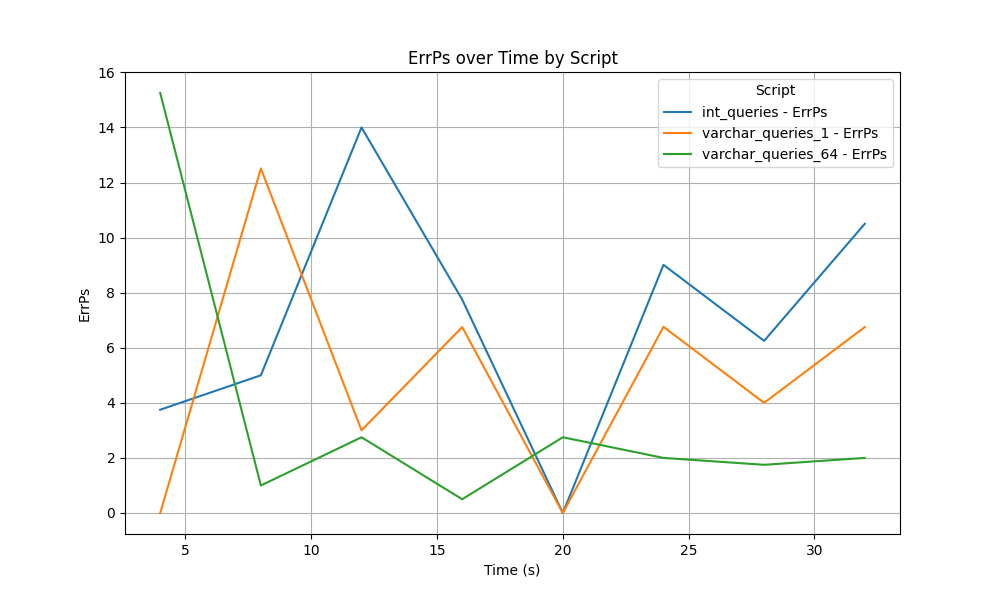 ErrPs over Time by Script
Script
int_queries - ErrPs
varchar_queries_1 - ErrPs
varchar_queries_64 - ErrPs
ErrPs
16
14
12
10
8
6
4
2
0
5 10 15 20 25 30
Time (s)